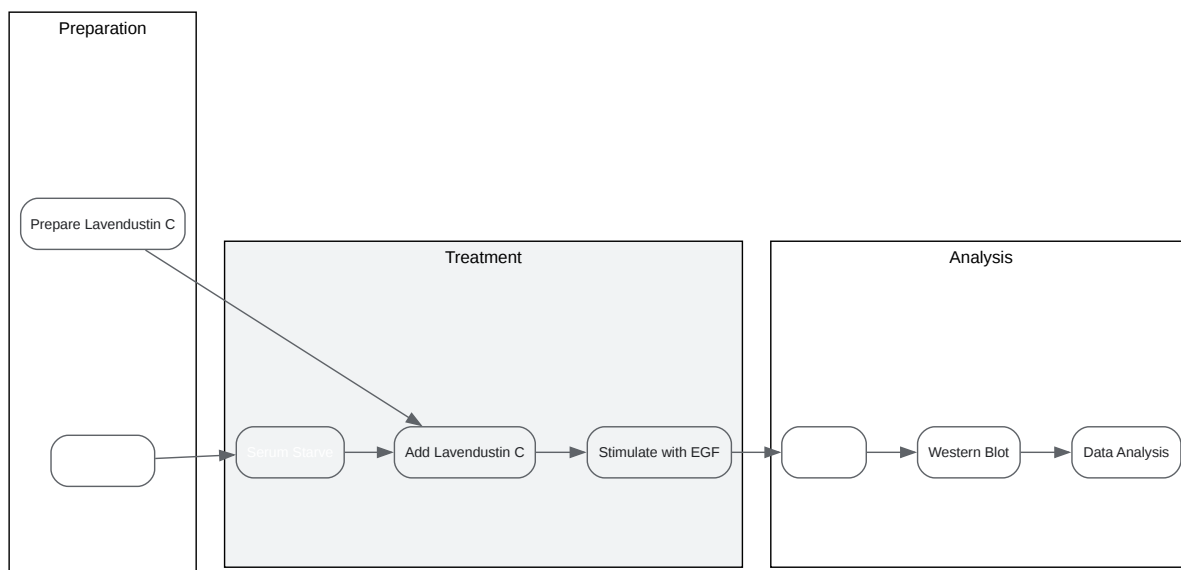 Preparation
Prepare Lavendustin C
Treatment
Serum Starve
Add Lavendustin C
Stimulate with EGF
Analysis
Western Blot
Data Analysis